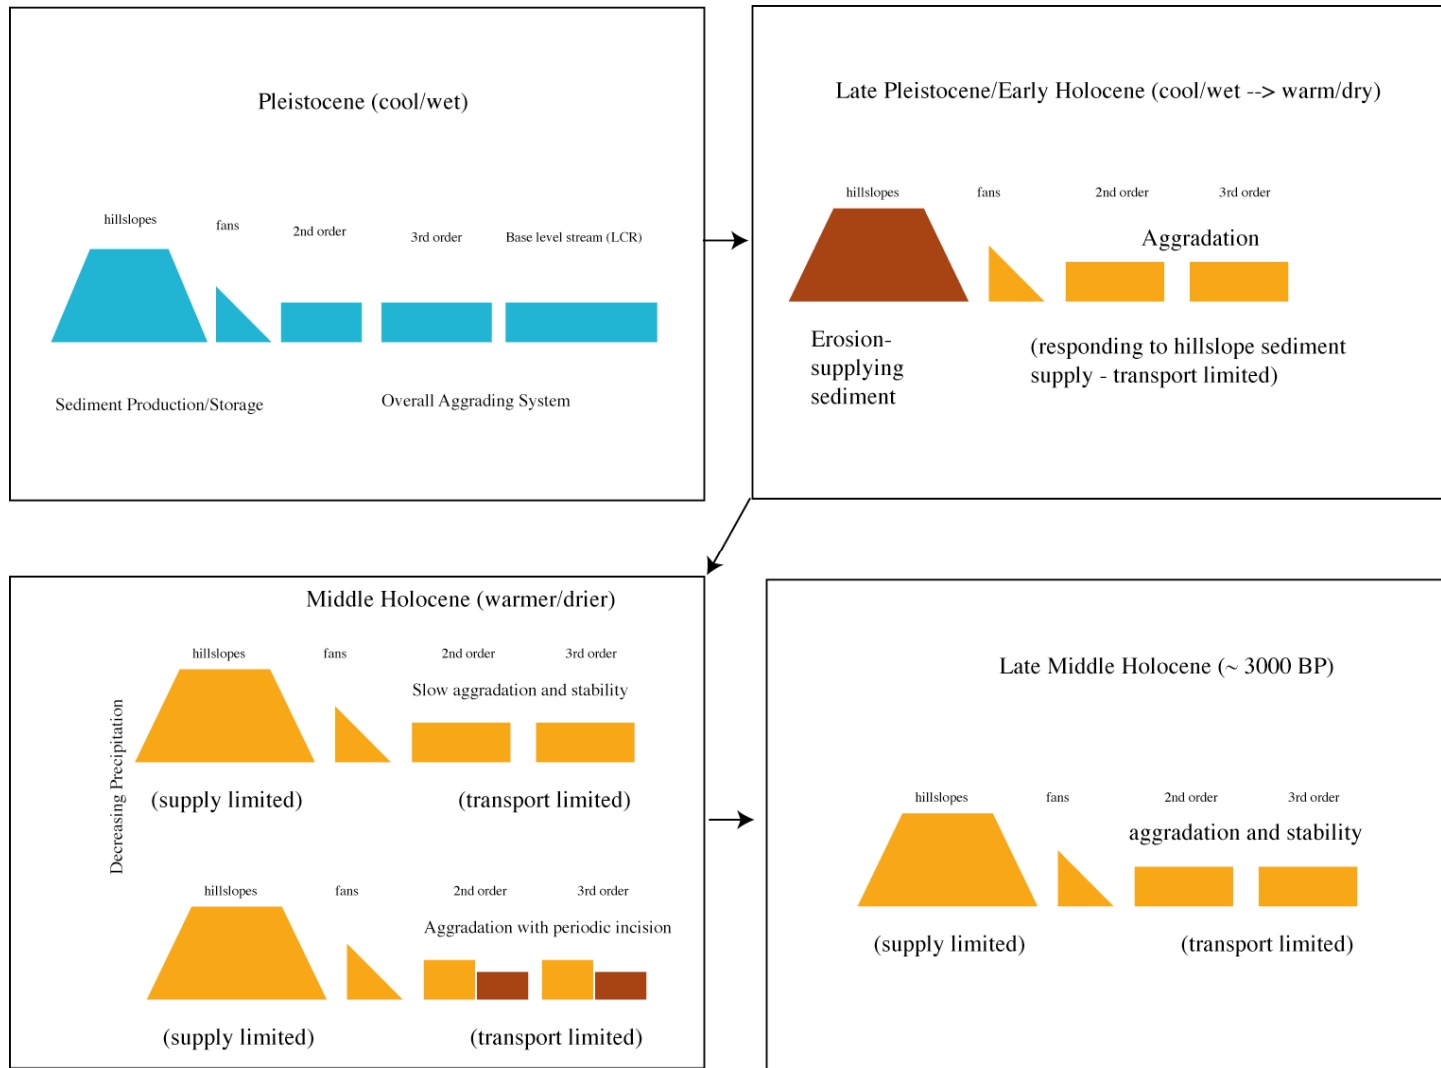 Pleistocene (cool/wet)
hillslopes
fans
2nd order
3rd order
Base level stream (LCR)
Sediment Production/Storage
Overall Aggrading System
Late Pleistocene/Early Holocene (cool/wet --> warm/dry)
hillslopes
fans
2nd order
3rd order
Aggradation
Erosion-
supplying
sediment
(responding to hillslope sediment
supply - transport limited)
Middle Holocene (warmer/drier)
Decreasing Precipitation
hillslopes
fans
2nd order
3rd order
Slow aggradation and stability
(supply limited)
(transport limited)
hillslopes
fans
2nd order
3rd order
Aggradation with periodic incision
(supply limited)
(transport limited)
Late Middle Holocene (~ 3000 BP)
hillslopes
fans
2nd order
3rd order
aggradation and stability
(supply limited)
(transport limited)